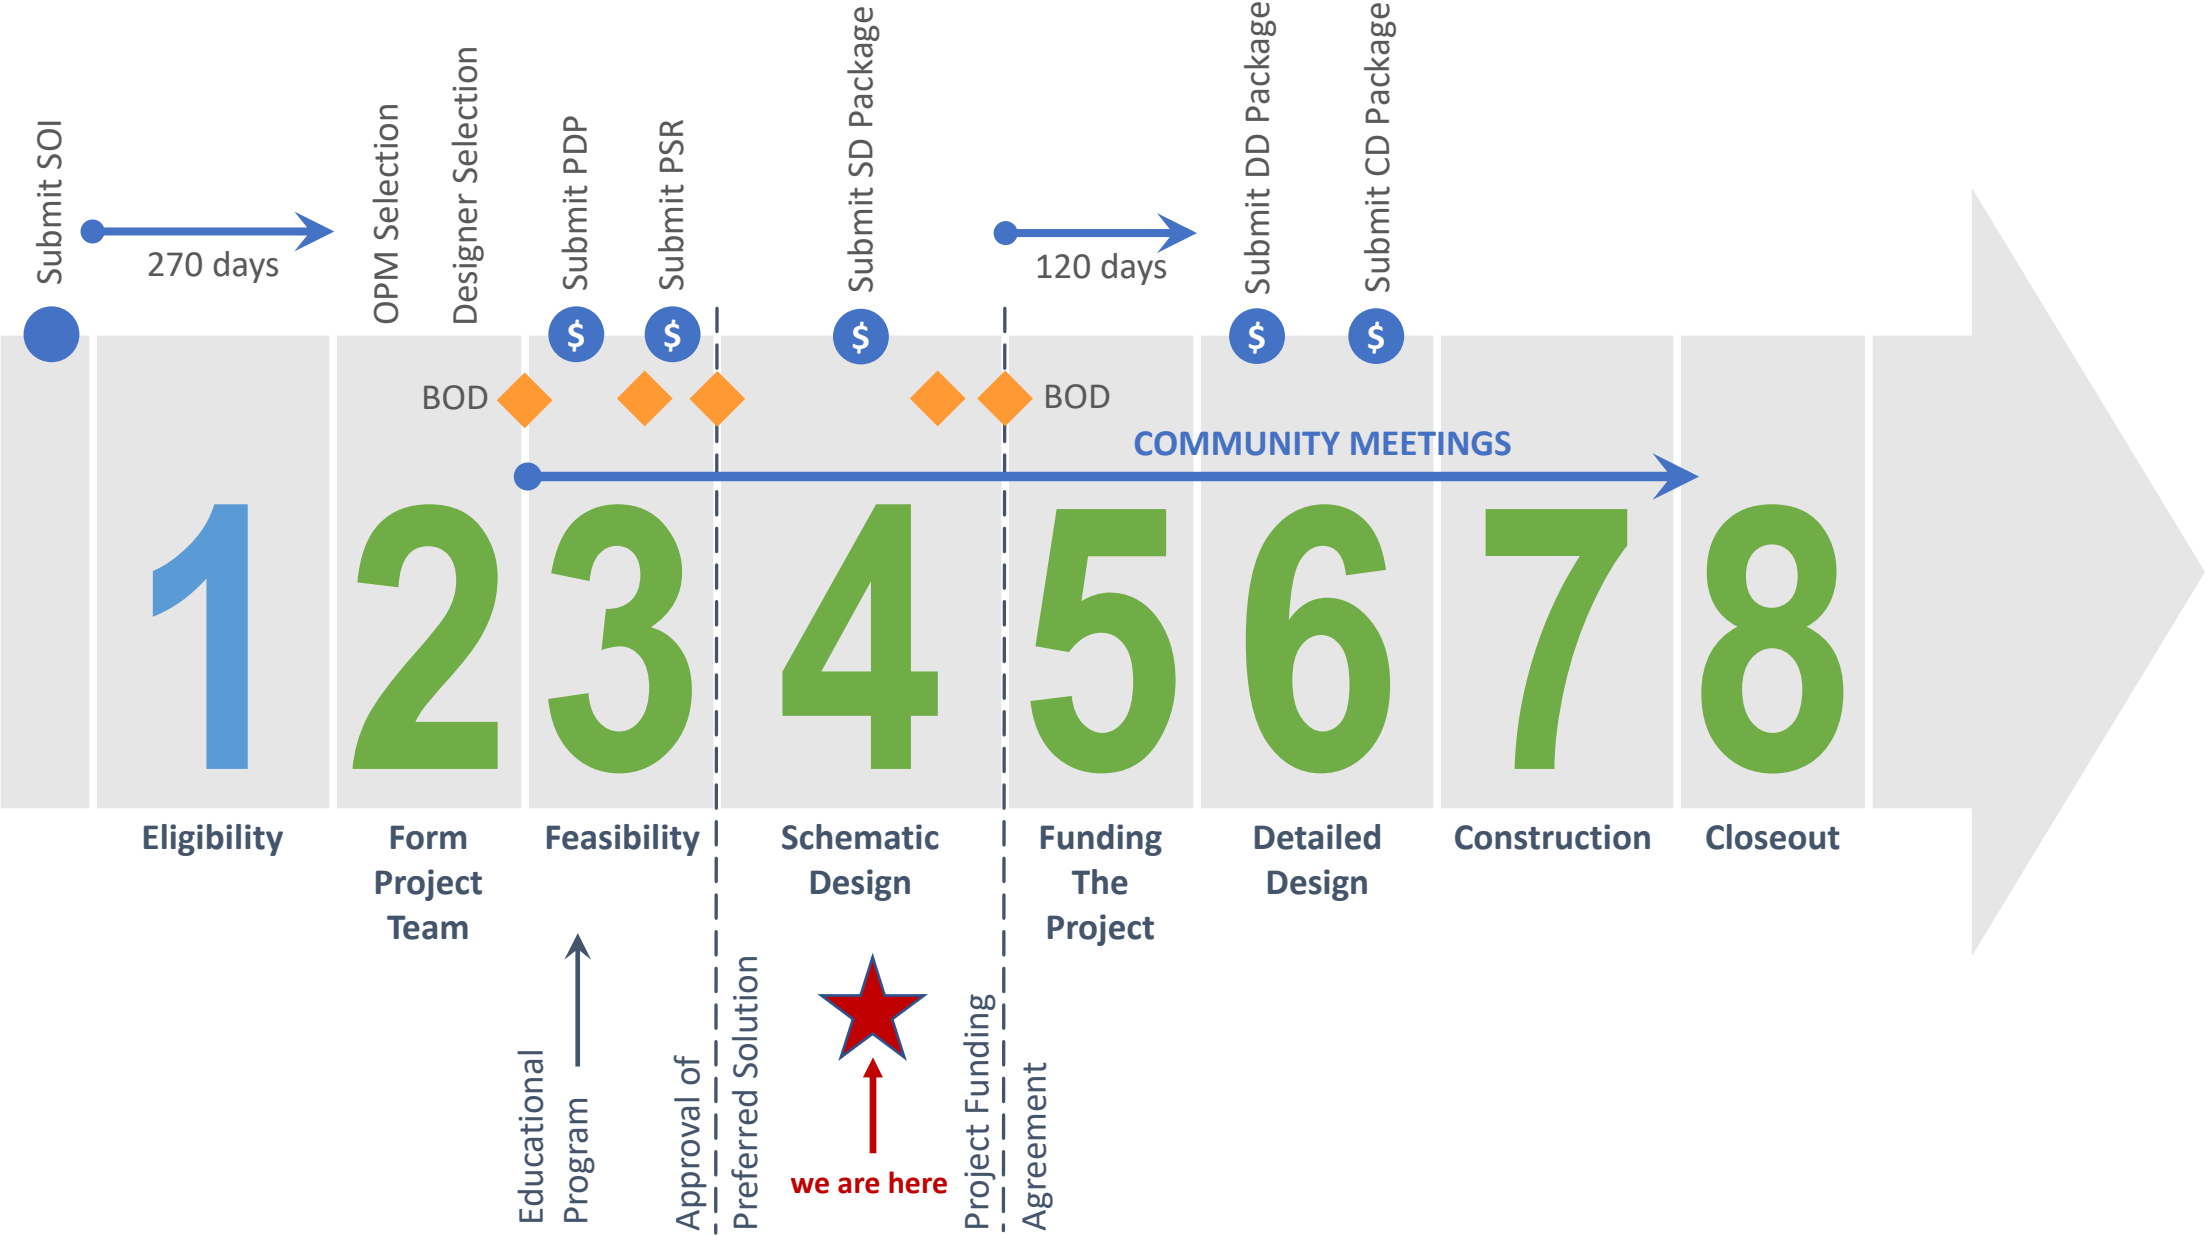 Submit SOI
270 days
OPM Selection
Designer Selection
Submit PDP
Submit PSR
Submit SD Package
120 days
Submit DD Package
Submit CD Package
$
$
$
$
$
BOD
BOD
COMMUNITY MEETINGS
1
2
3
4
5
6
7
8
Eligibility
Form
Project
Team
Feasibility
Schematic
Design
Funding
The
Project
Detailed
Design
Construction
Closeout
Educational
Program
Approval of
Preferred Solution
we are here
Project Funding
Agreement